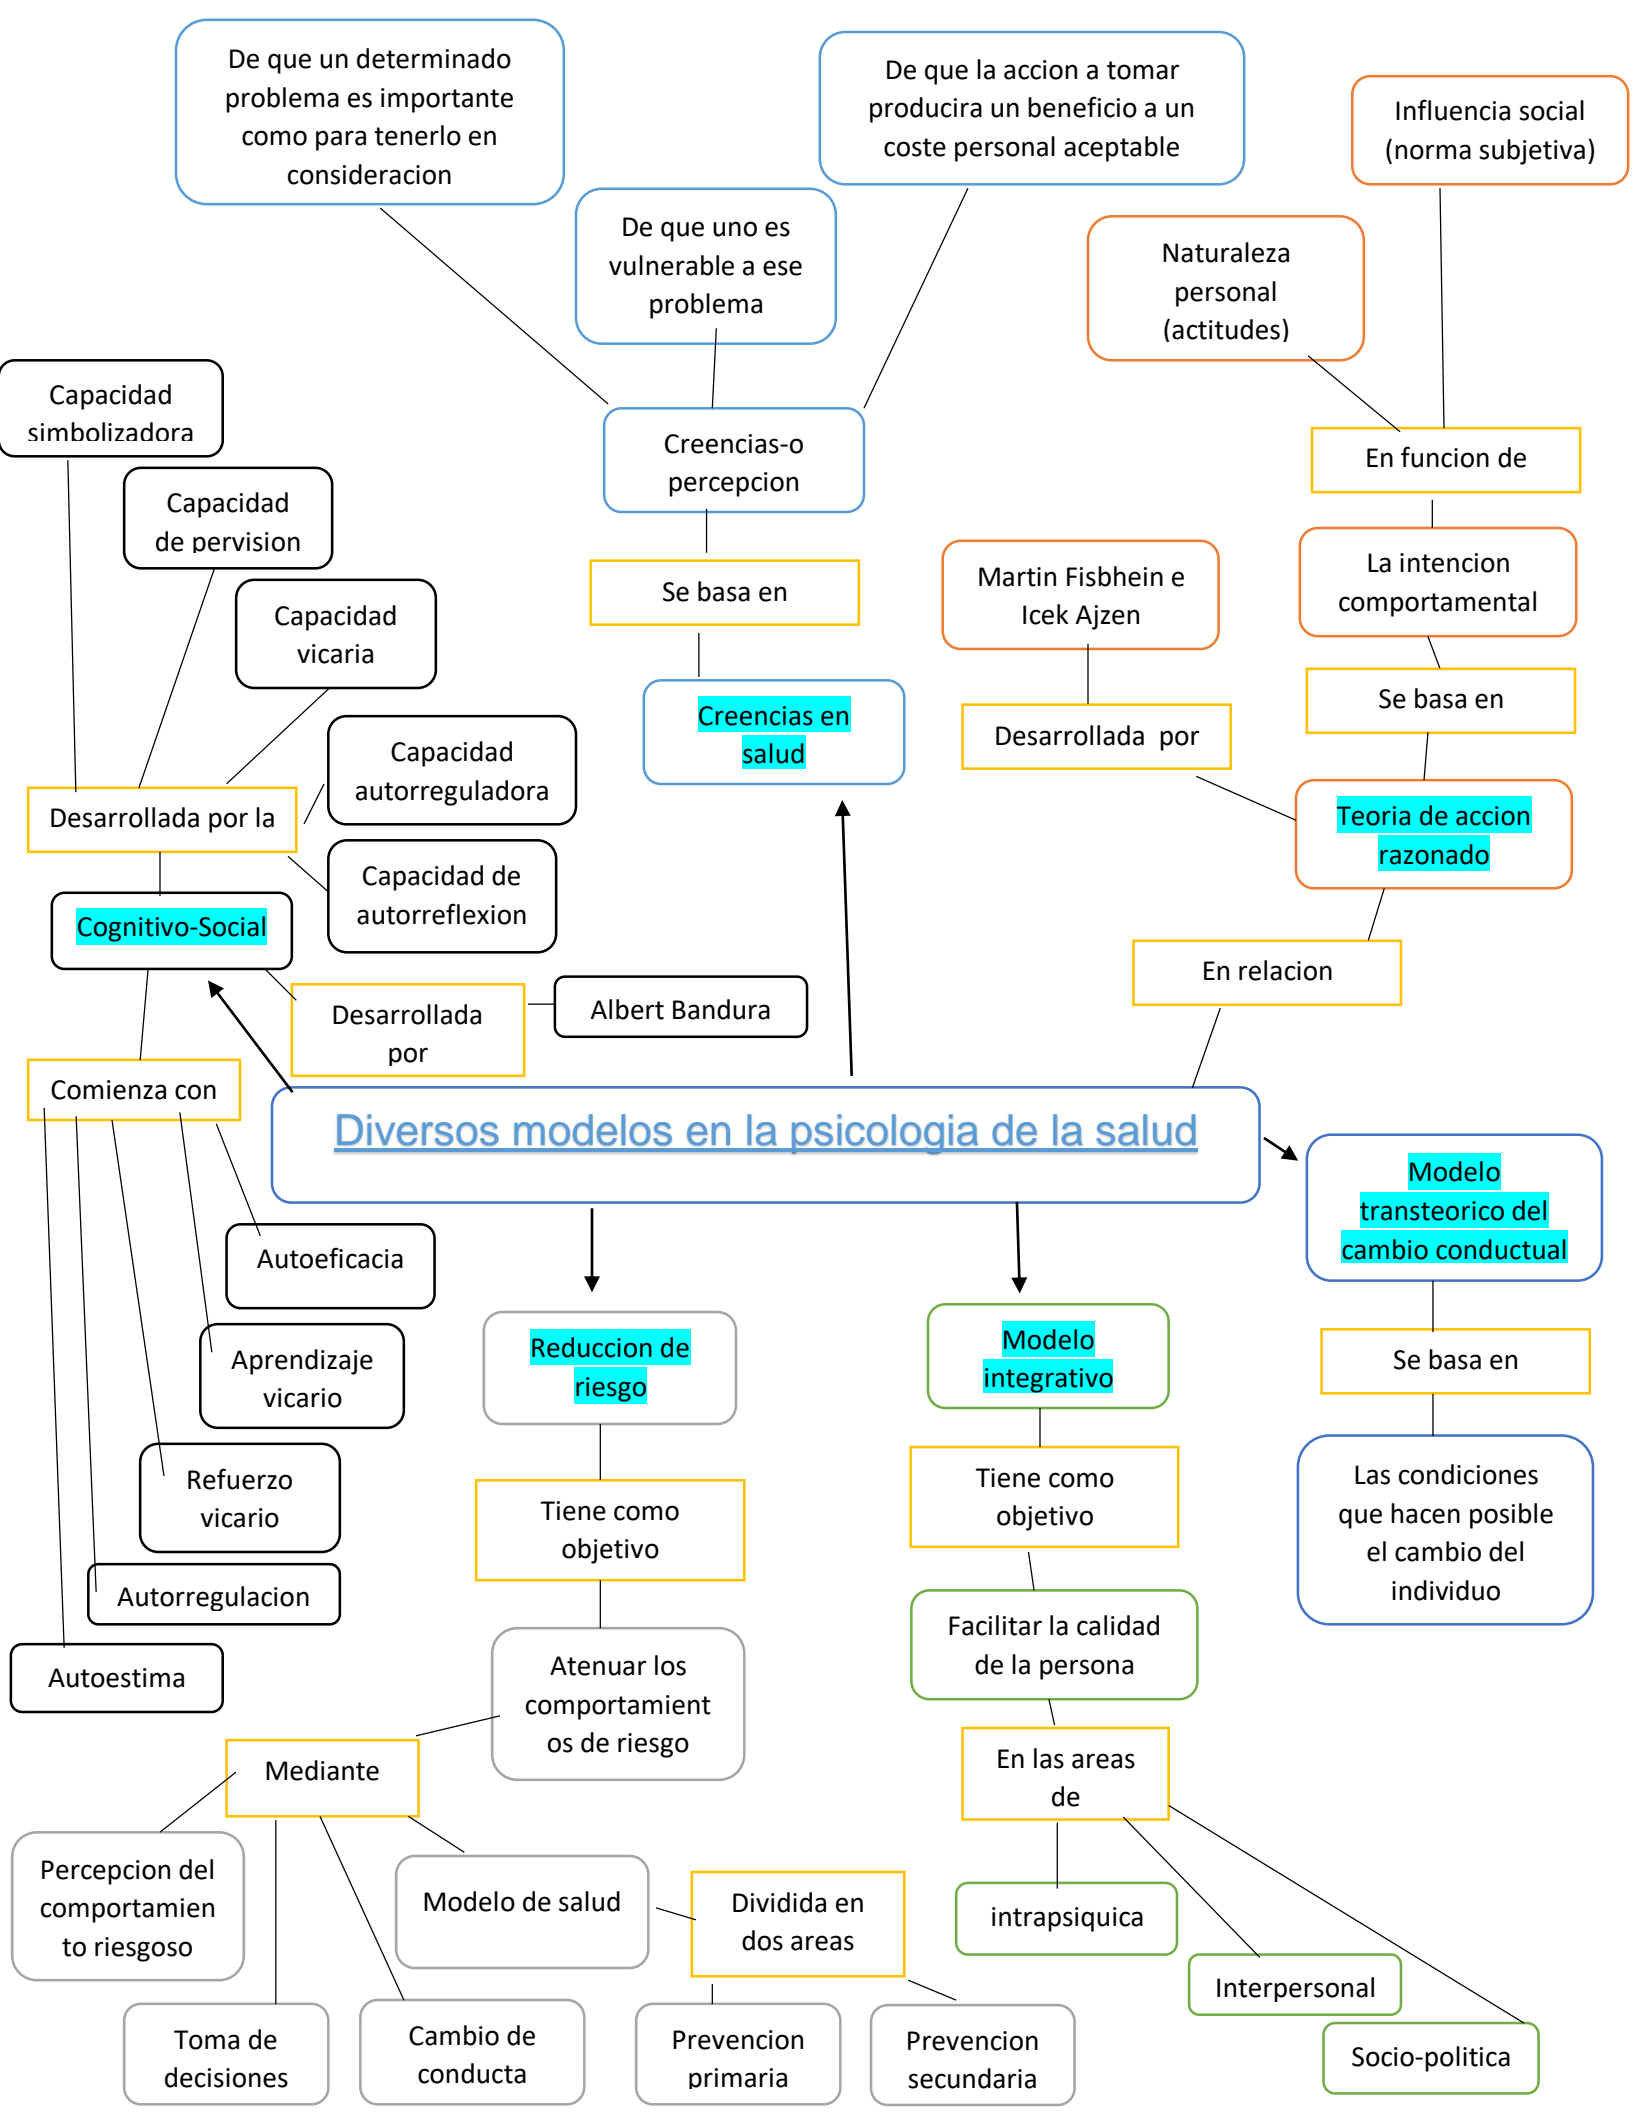 De que un determinado
problema es importante
como para tenerlo en
consideracion
De que la accion a tomar
producira un beneficio a un
coste personal aceptable
Influencia social
(norma subjetiva)
De que uno es
vulnerable a ese
problema
Naturaleza
personal
(actitudes)
Capacidad
simbolizadora
Capacidad
de pervision
Capacidad
vicaria
Creencias-o
percepcion
En funcion de
Se basa en
Martin Fisbhein e
Icek Ajzen
La intencion
comportamental
Creencias en
salud
Desarrollada  por
Se basa en
Capacidad
autorreguladora
Desarrollada por la
Teoria de accion
razonado
Capacidad de
autorreflexion
Cognitivo-Social
En relacion
Desarrollada
por
Albert Bandura
Comienza con
Diversos modelos en la psicologia de la salud
Modelo
transteorico del
cambio conductual
Autoeficacia
Aprendizaje
vicario
Reduccion de
riesgo
Modelo
integrativo
Se basa en
Refuerzo
vicario
Tiene como
objetivo
Tiene como
objetivo
Las condiciones
que hacen posible
el cambio del
individuo
Autorregulacion
Facilitar la calidad
de la persona
Autoestima
Atenuar los
comportamient
os de riesgo
Mediante
En las areas
de
Percepcion del
comportamien
to riesgoso
Modelo de salud
Dividida en
dos areas
intrapsiquica
Interpersonal
Toma de
decisiones
Cambio de
conducta
Prevencion
primaria
Prevencion
secundaria
Socio-politica